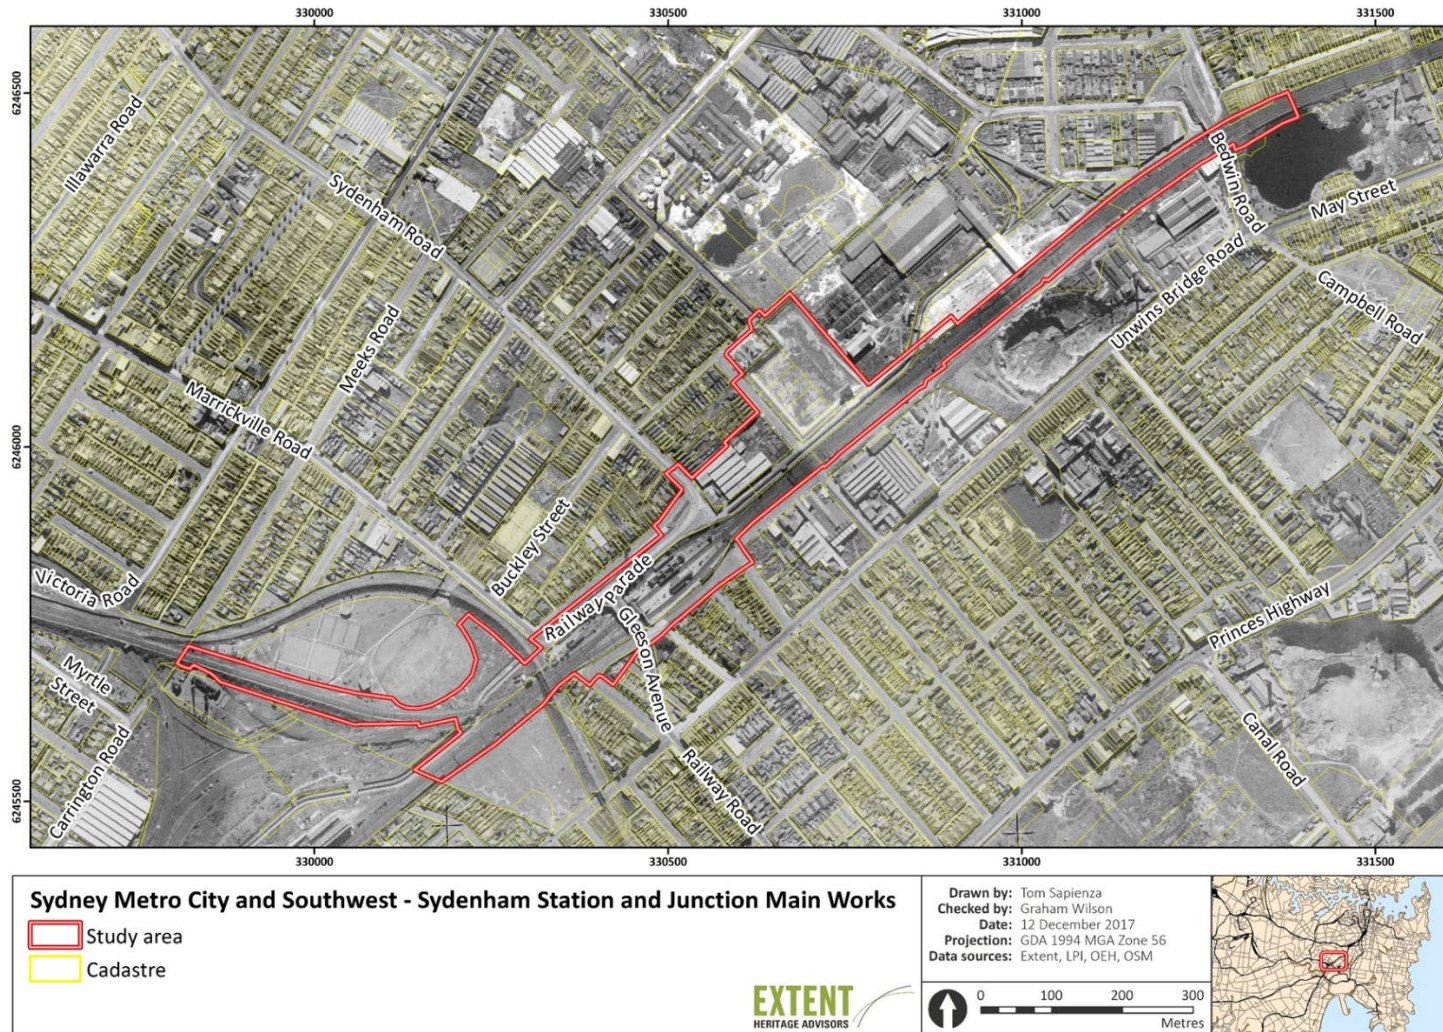 330000 330500 331000 331500
6246500
6246000
6245500
Illawarra Road
Sydenham Road
Bedwin Road
May Street
Unwins Bridge Road
Campbell Road
Meeks Road
Marrickville Road
Buckley Street
Railway Parade
Gleeson Avenue
Victoria Road
Princes Highway
Myrtle
Street
Carrington Road
Railway Road
Canal Road
330000 330500 331000 331500
Sydney Metro City and Southwest - Sydenham Station and Junction Main Works
Study area
Cadastre
EXTENT
HERITAGE ADVISORS
Drawn by: Tom Sapienza
Checked by: Graham Wilson
Date: 12 December 2017
Projection: GDA 1994 MGA Zone 56
Data sources: Extent, LPI, OEH, OSM
0 100 200 300
Metres